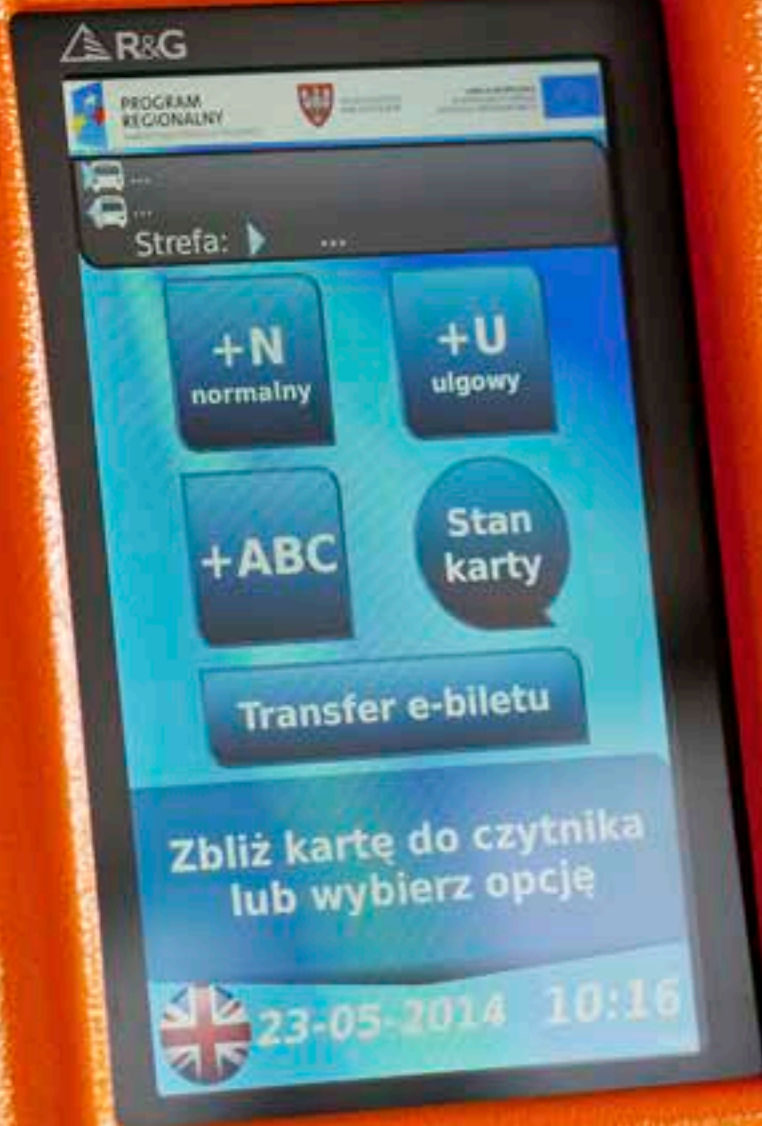 R&G
PROGRAM
REGIONALNY
...
...
Strefa: ...
+N
normalny
+U
ulgowy
+ABC
Stan
karty
Transfer e-biletu
Zbliż kartę do czytnika
lub wybierz opcję
23-05-2014 10:16